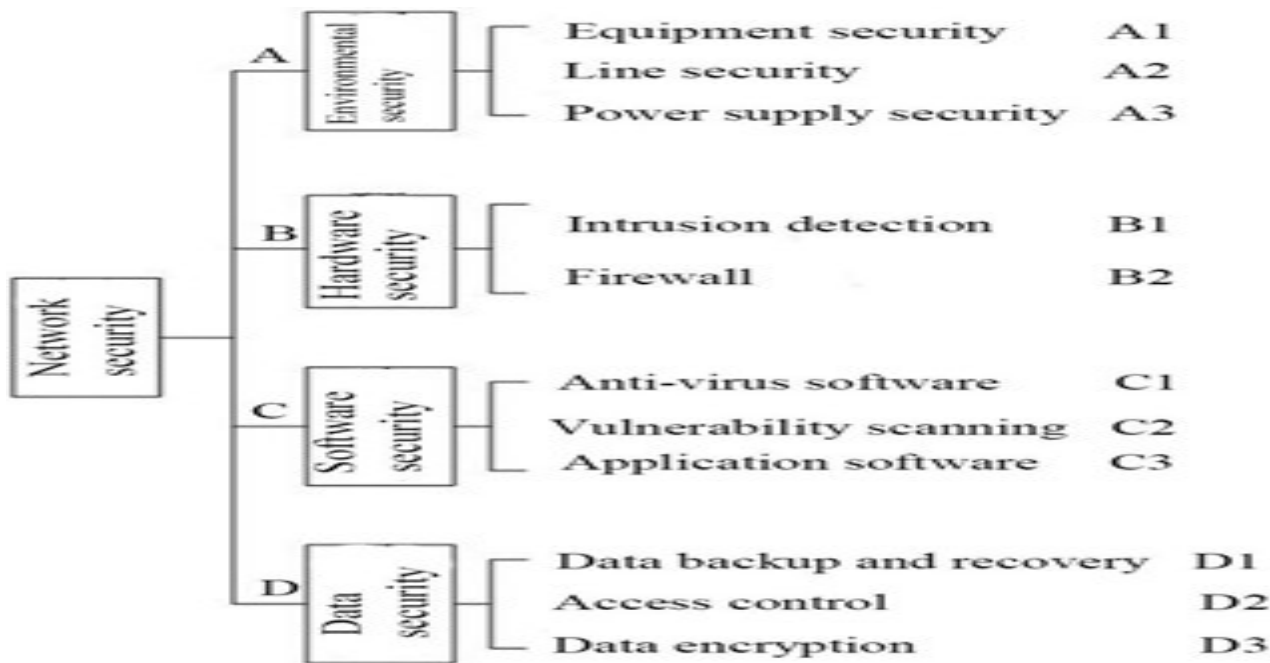 Network
security
A
Environmental
security
Equipment security A1
Line security A2
Power supply security A3
B
Hardware
security
Intrusion detection B1
Firewall B2
C
Software
security
Anti-virus software C1
Vulnerability scanning C2
Application software C3
D
Data
security
Data backup and recovery D1
Access control D2
Data encryption D3